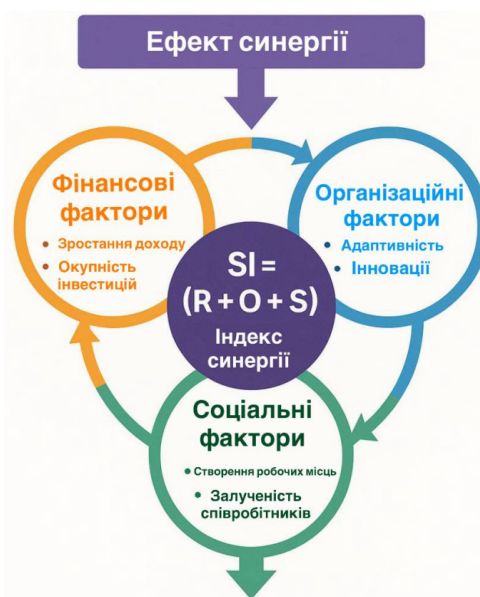 Ефект синергії
Фінансові
фактори
• Зростання доходу
• Окупність
інвестицій
Організаційні
фактори
• Адаптивність
• Інновації
SI =
(R + O + S)
Індекс
синергії
Соціальні
фактори
• Створення робочих місць
• Залученість
співробітників